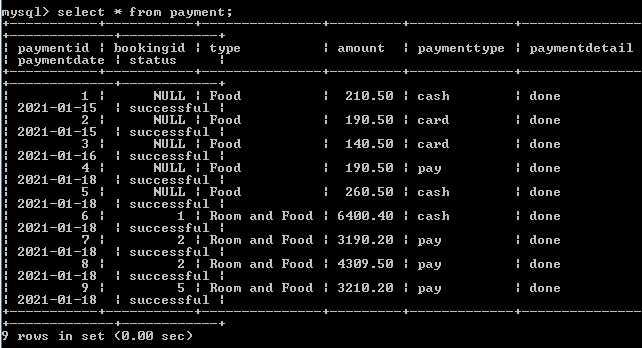 mysql> select * from payment;
+-----------+-----------+---------------+---------+-------------+---------------
+-------------+------------+
| paymentid | bookingid | type          | amount  | paymenttype | paymentdetail
| paymentdate | status     |
+-----------+-----------+---------------+---------+-------------+---------------
+-------------+------------+
|         1 |      NULL | Food          |  210.50 | cash        | done
| 2021-01-15  | successful |
|         2 |      NULL | Food          |  190.50 | card        | done
| 2021-01-15  | successful |
|         3 |      NULL | Food          |  140.50 | card        | done
| 2021-01-16  | successful |
|         4 |      NULL | Food          |  190.50 | pay         | done
| 2021-01-18  | successful |
|         5 |      NULL | Food          |  260.50 | cash        | done
| 2021-01-18  | successful |
|         6 |         1 | Room and Food | 6400.40 | cash        | done
| 2021-01-18  | successful |
|         7 |         2 | Room and Food | 3190.20 | pay         | done
| 2021-01-18  | successful |
|         8 |         2 | Room and Food | 4309.50 | pay         | done
| 2021-01-18  | successful |
|         9 |         5 | Room and Food | 3210.20 | pay         | done
| 2021-01-18  | successful |
+-----------+-----------+---------------+---------+-------------+---------------
+-------------+------------+
9 rows in set (0.00 sec)